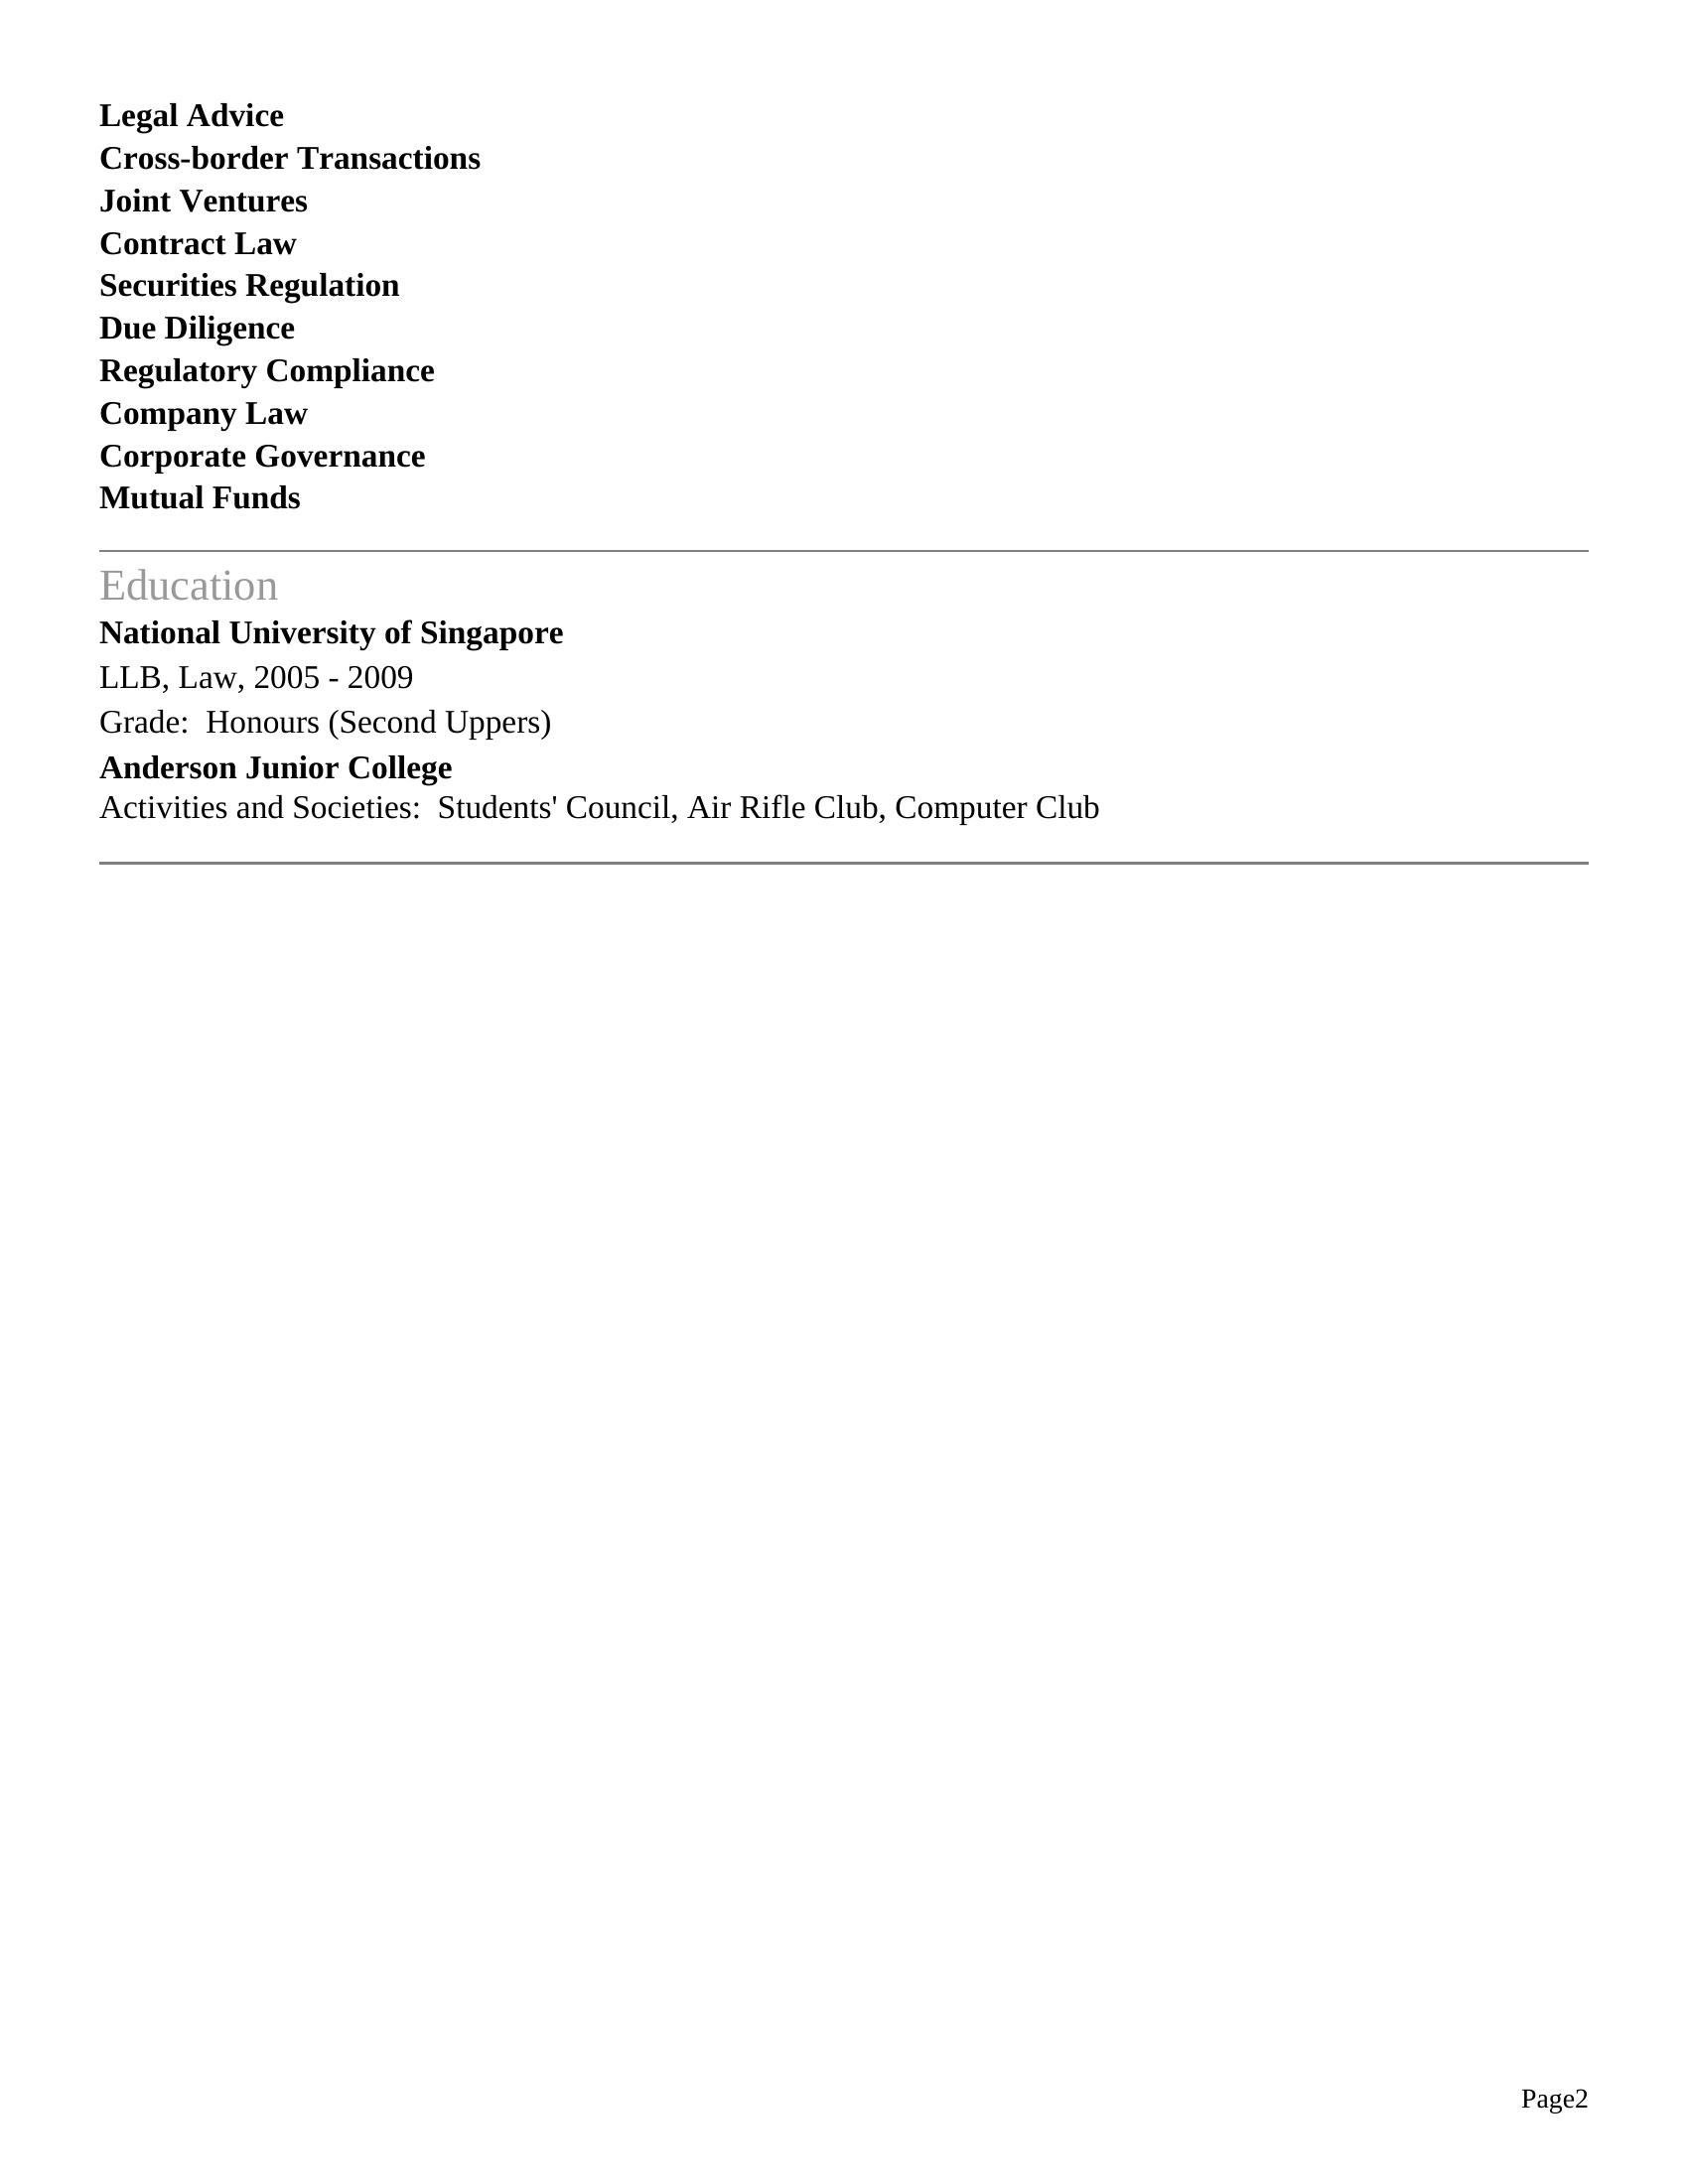 Legal Advice
Cross-border Transactions
Joint Ventures
Contract Law
Securities Regulation
Due Diligence
Regulatory Compliance
Company Law
Corporate Governance
Mutual Funds
Education
National University of Singapore
LLB, Law, 2005 - 2009
Grade:  Honours (Second Uppers)
Anderson Junior College
Activities and Societies:  Students' Council, Air Rifle Club, Computer Club
Page2